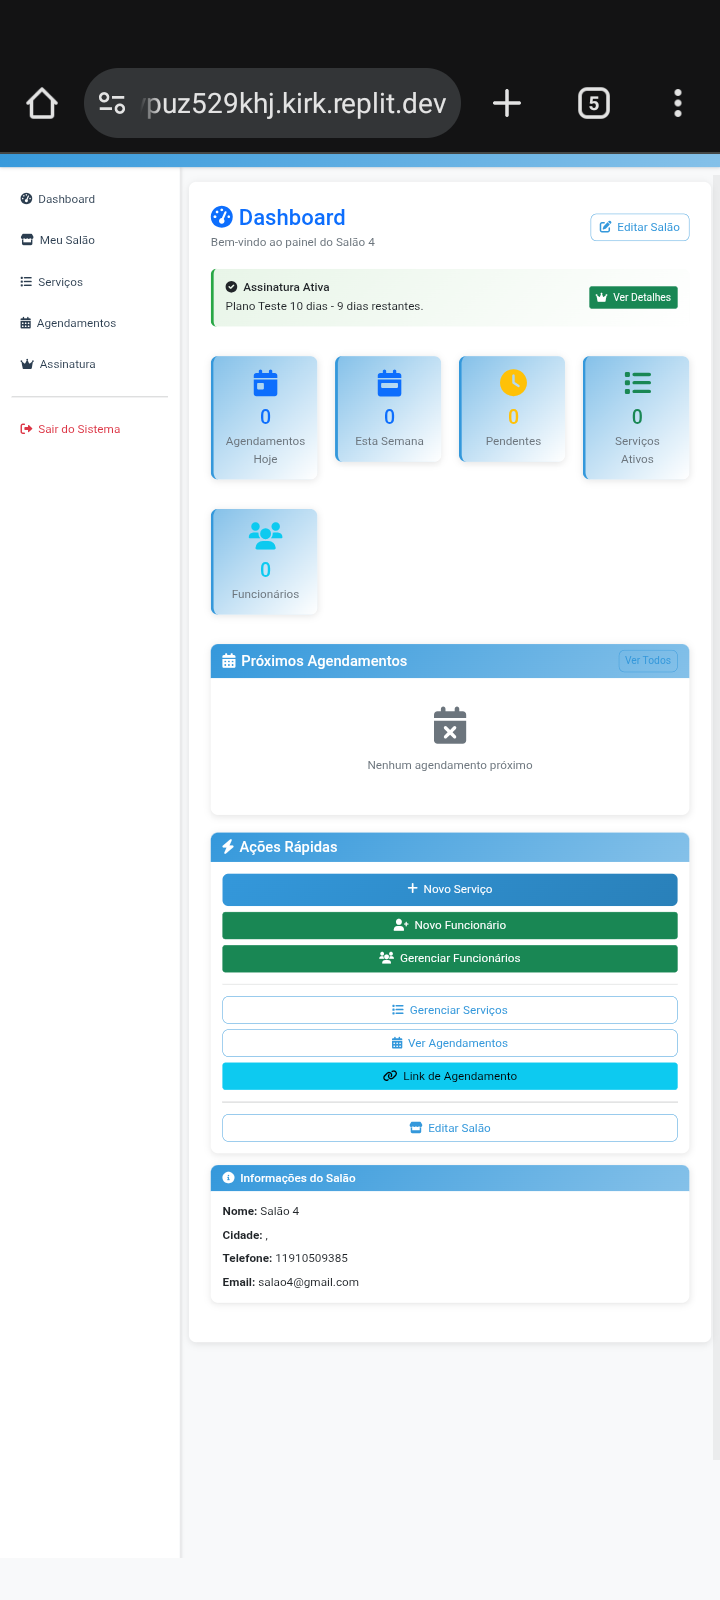 puz529khj.kirk.replit.dev
5
Dashboard
Meu Salão
Serviços
Agendamentos
Assinatura
Sair do Sistema
Dashboard
Bem-vindo ao painel do Salão 4
Editar Salão
Assinatura Ativa
Plano Teste 10 dias - 9 dias restantes.
Ver Detalhes
0
Agendamentos
Hoje
0
Esta Semana
0
Pendentes
0
Serviços
Ativos
0
Funcionários
Próximos Agendamentos
Ver Todos
Nenhum agendamento próximo
Ações Rápidas
Novo Serviço
Novo Funcionário
Gerenciar Funcionários
Gerenciar Serviços
Ver Agendamentos
Link de Agendamento
Editar Salão
Informações do Salão
Nome: Salão 4
Cidade: ,
Telefone: 11910509385
Email: salao4@gmail.com